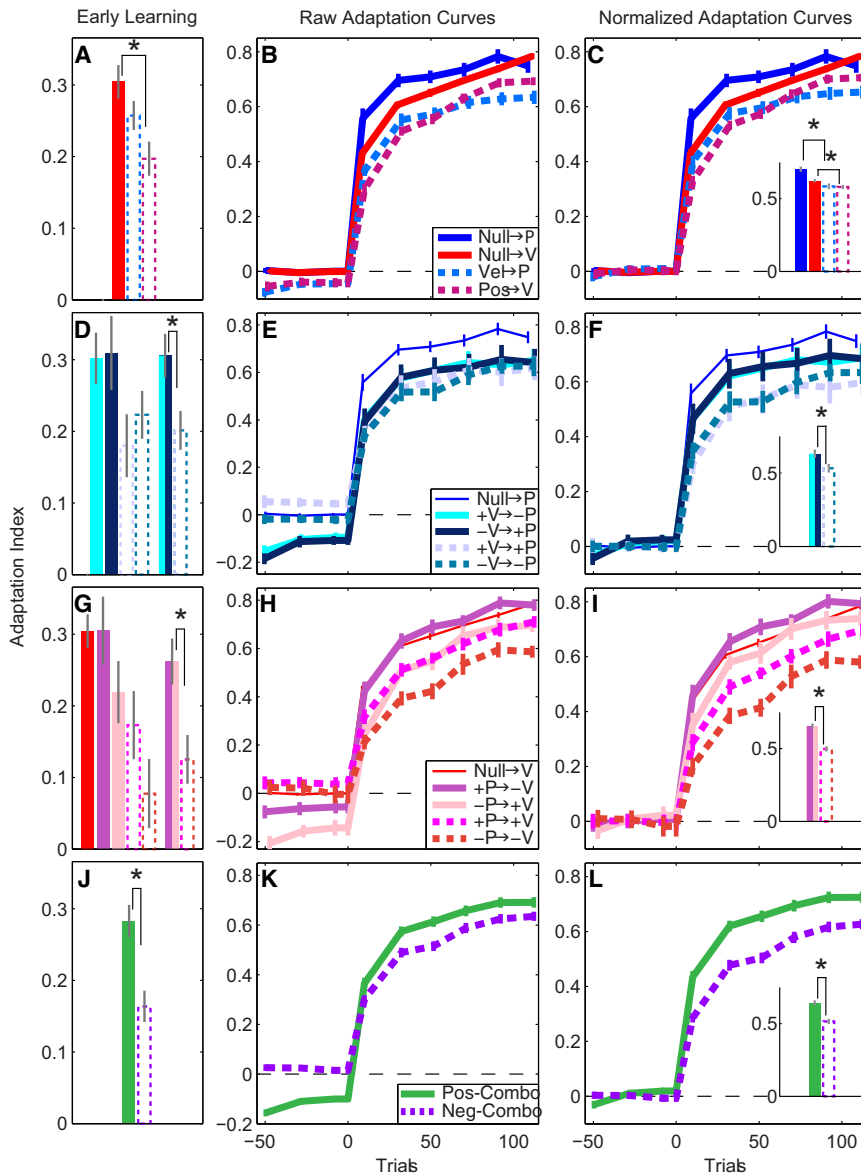 Early Learning
Raw Adaptation Curves
Normalized Adaptation Curves
Adaptation Index
A
*
0.3
0.2
0.1
0
B
0.8
0.6
0.4
0.2
0
Null→P
Null→V
Vel→P
Pos→V
C
0.8
0.6
0.4
0.2
0
*
*
0.5
0
D
*
0.3
0.2
0.1
0
E
0.8
0.6
0.4
0.2
0
−0.2
Null→P
+V→−P
−V→+P
+V→+P
−V→−P
F
0.8
0.6
0.4
0.2
0
*
0.5
0
G
*
0.3
0.2
0.1
0
H
0.8
0.6
0.4
0.2
0
−0.2
Null→V
+P→−V
−P→+V
+P→+V
−P→−V
I
0.8
0.6
0.4
0.2
0
*
0.5
0
J
*
0.3
0.2
0.1
0
K
0.8
0.6
0.4
0.2
0
−0.2
Pos-Combo
Neg-Combo
−50 0 50 100
Trials
L
0.8
0.6
0.4
0.2
0
*
0.5
0
−50 0 50 100
Trials